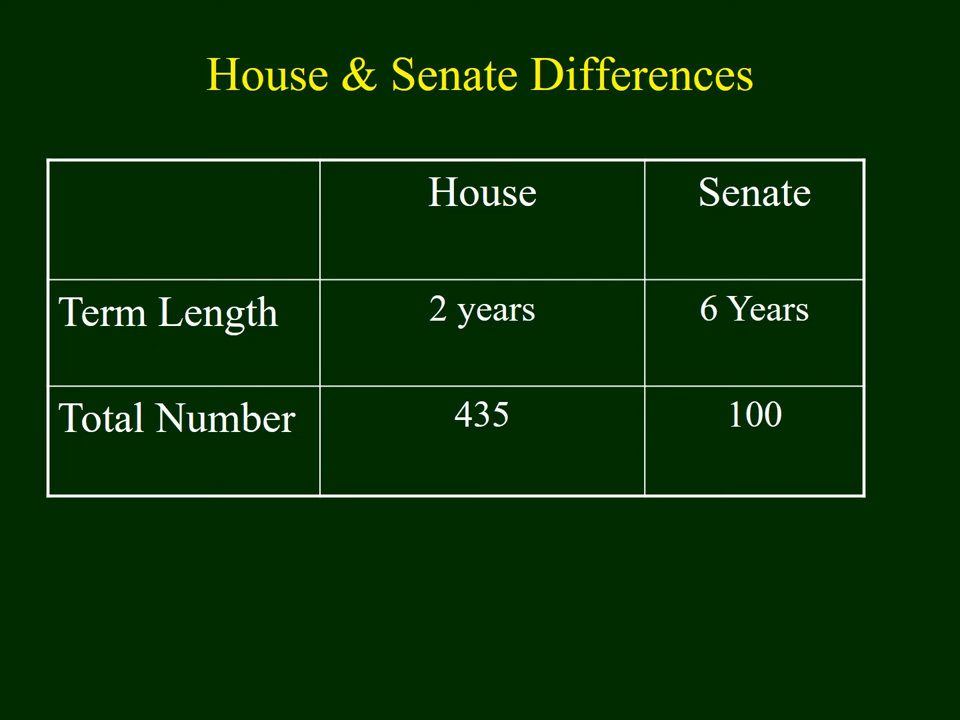 House & Senate Differences
House Senate
Term Length 2 years 6 Years
Total Number 435 100